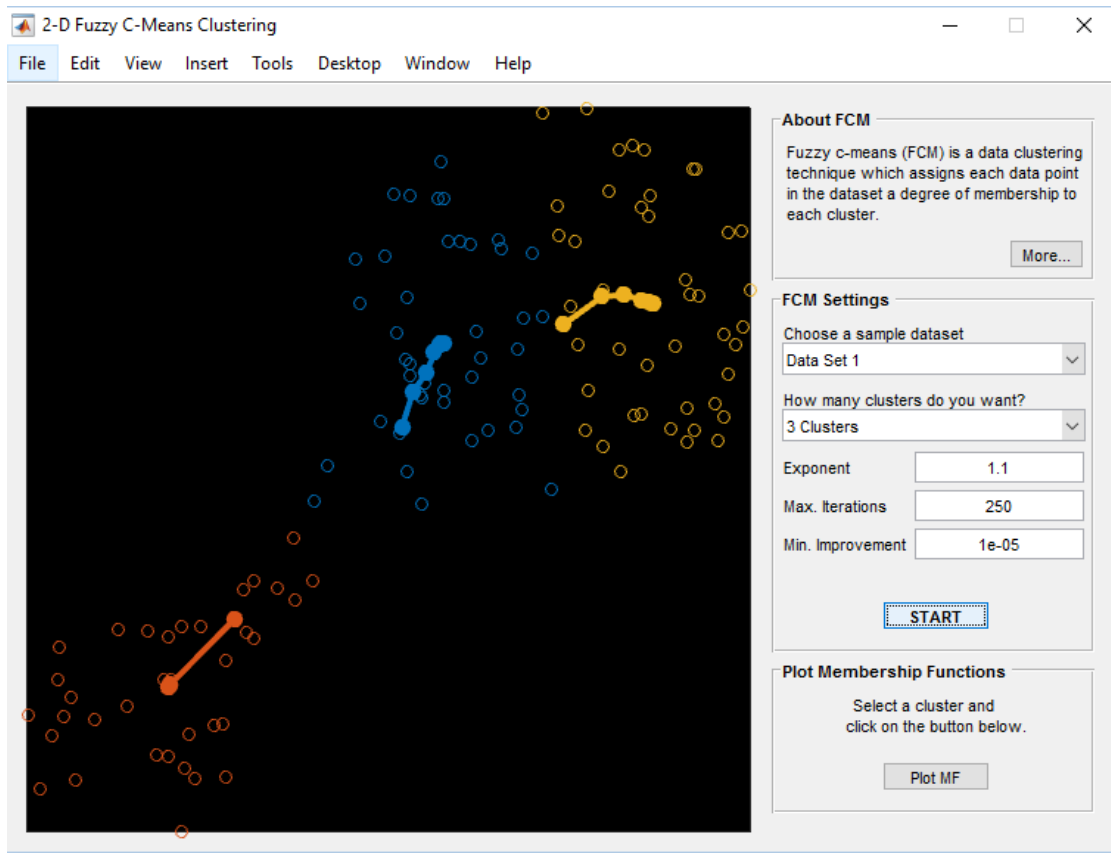 2-D Fuzzy C-Means Clustering
File Edit View Insert Tools Desktop Window Help
About FCM
Fuzzy c-means (FCM) is a data clustering
technique which assigns each data point
in the dataset a degree of membership to
each cluster.
More...
FCM Settings
Choose a sample dataset
Data Set 1
How many clusters do you want?
3 Clusters
Exponent 1.1
Max. Iterations 250
Min. Improvement 1e-05
START
Plot Membership Functions
Select a cluster and
click on the button below.
Plot MF